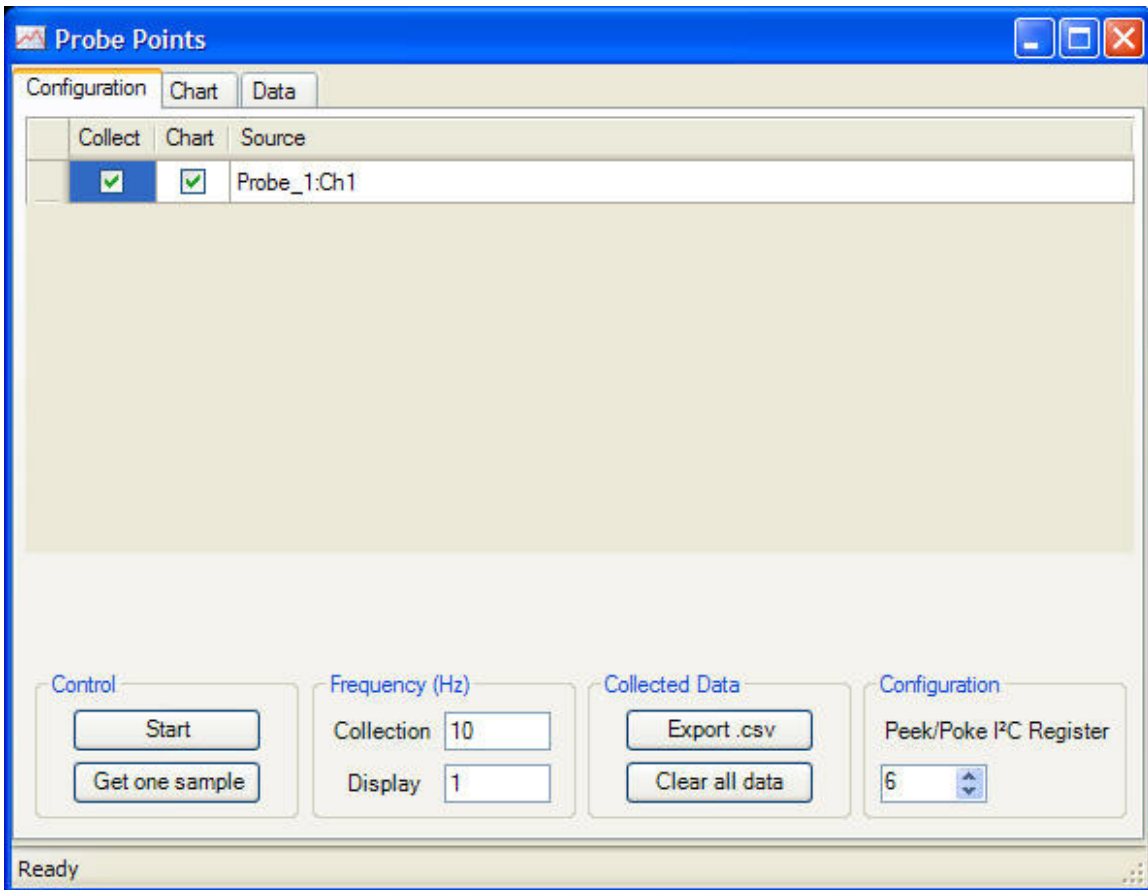 Probe Points
Configuration Chart Data
Collect Chart Source
Probe_1:Ch1
Control
Start
Get one sample
Frequency (Hz)
Collection 10
Display 1
Collected Data
Export .csv
Clear all data
Configuration
Peek/Poke I²C Register
6
Ready